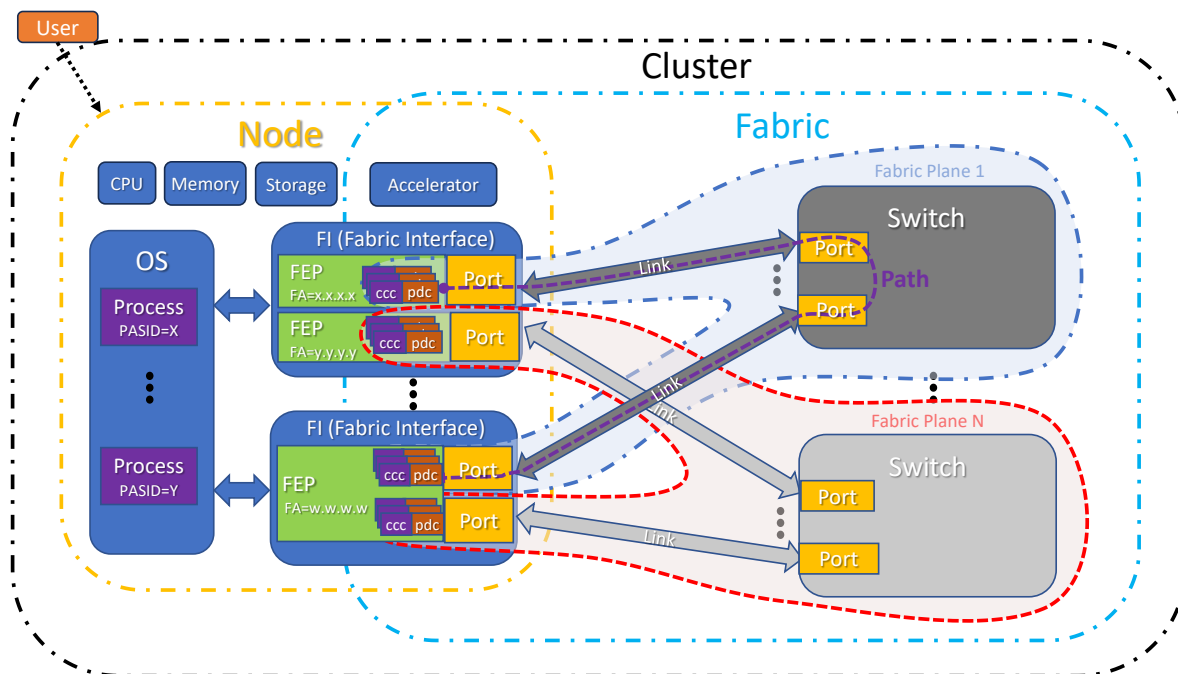 User
Cluster
Node
Fabric
CPU
Memory
Storage
Accelerator
Fabric Plane 1
Switch
OS
FI (Fabric Interface)
FEP
FA=x.x.x.x
ccc
pdc
Port
Link
Port
Path
Port
Process
PASID=X
FEP
FA=y.y.y.y
ccc
pdc
Port
Link
Link
Fabric Plane N
FI (Fabric Interface)
Switch
Process
PASID=Y
FEP
FA=w.w.w.w
ccc
pdc
Port
ccc
pdc
Port
Port
Link
Port